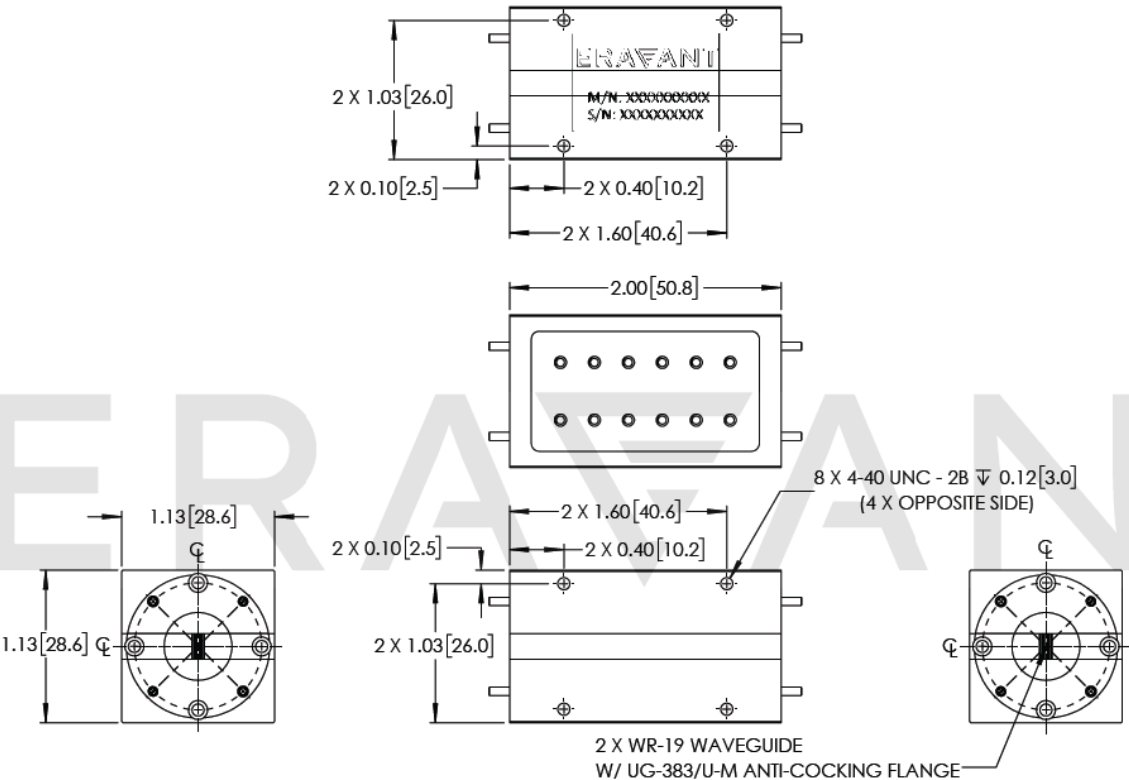 ERAVANT
2 X 1.03[26.0]
M/N: XXXXXXXXXX
S/N: XXXXXXXXXX
2 X 0.10[2.5]
2 X 0.40[10.2]
2 X 1.60[40.6]
2.00[50.8]
ERAVAN
8 X 4-40 UNC - 2B ↧ 0.12[3.0]
(4 X OPPOSITE SIDE)
1.13[28.6]
2 X 1.60[40.6]
2 X 0.10[2.5]
2 X 0.40[10.2]
℄
℄
1.13[28.6]
℄
2 X 1.03[26.0]
℄
2 X WR-19 WAVEGUIDE
W/ UG-383/U-M ANTI-COCKING FLANGE